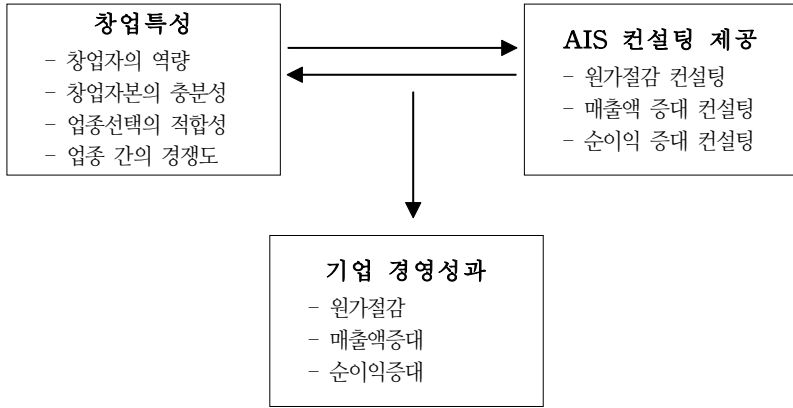 창업특성
- 창업자의 역량
- 창업자본의 충분성
- 업종선택의 적합성
- 업종 간의 경쟁도
AIS 컨설팅 제공
- 원가절감 컨설팅
- 매출액 증대 컨설팅
- 순이익 증대 컨설팅
기업 경영성과
- 원가절감
- 매출액증대
- 순이익증대